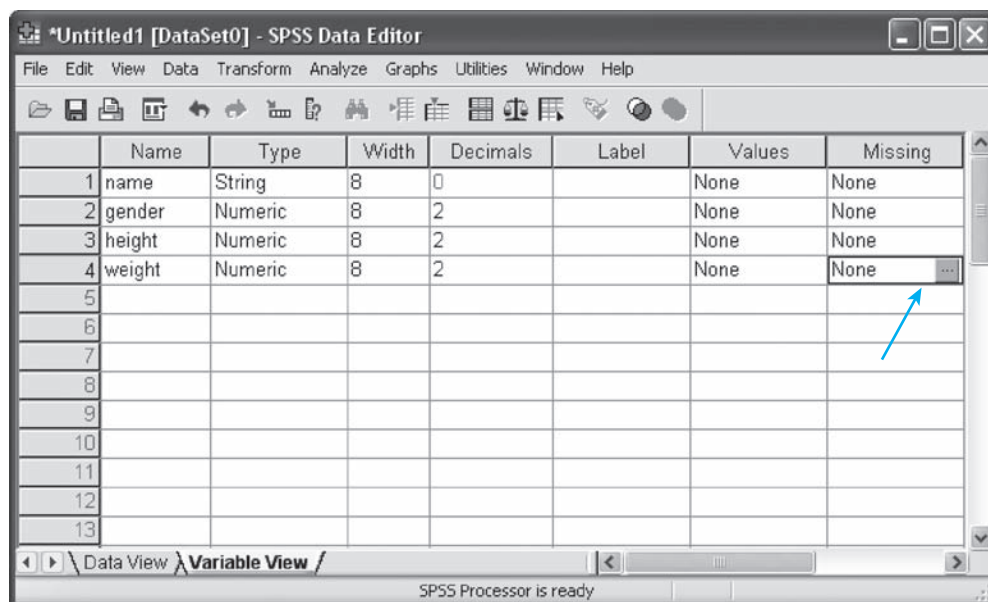 *Untitled1 [DataSet0] - SPSS Data Editor
File Edit View Data Transform Analyze Graphs Utilities Window Help
Name Type Width Decimals Label Values Missing
1 name String 8 0 None None
2 gender Numeric 8 2 None None
3 height Numeric 8 2 None None
4 weight Numeric 8 2 None None ...
5
6
7
8
9
10
11
12
13
Data View Variable View
SPSS Processor is ready